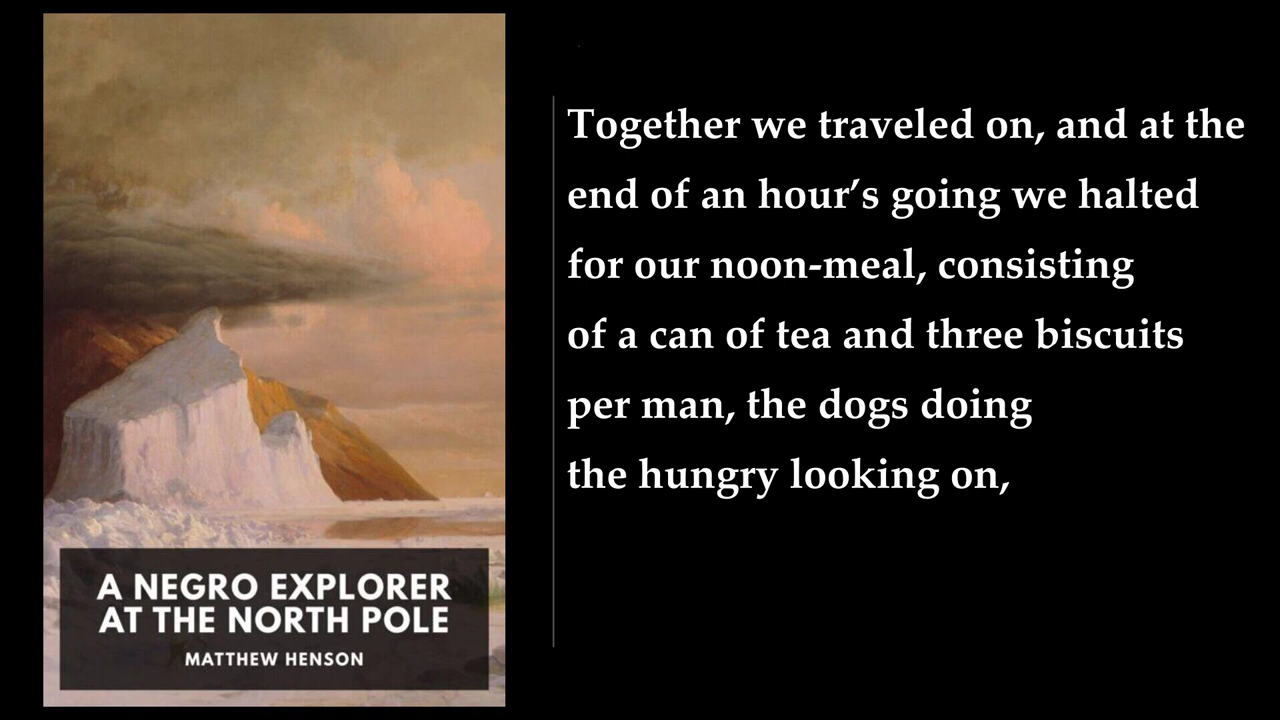 A NEGRO EXPLORER
AT THE NORTH POLE
MATTHEW HENSON
Together we traveled on, and at the
end of an hour’s going we halted
for our noon-meal, consisting
of a can of tea and three biscuits
per man, the dogs doing
the hungry looking on,